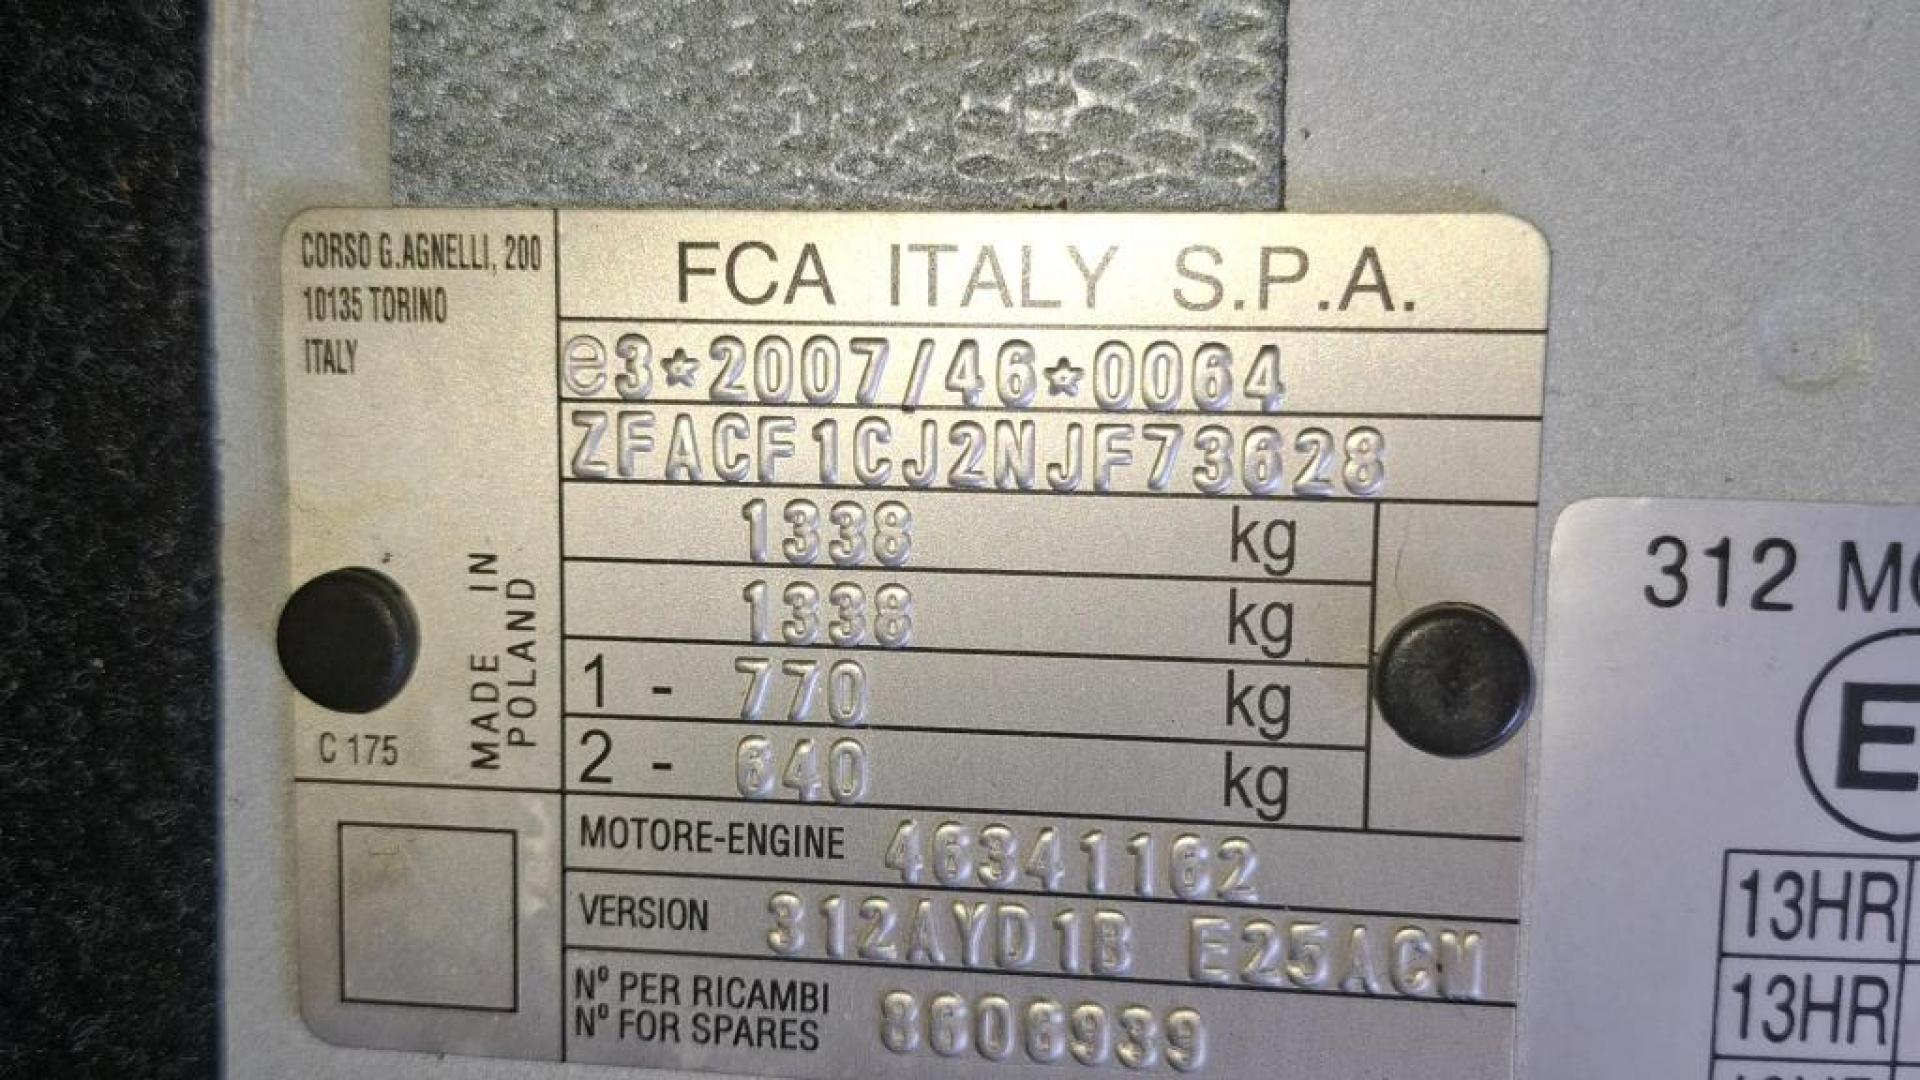 CORSO G.AGNELLI, 200
10135 TORINO
ITALY
C 175
MADE IN
POLAND
FCA ITALY S.P.A.
e3*2007/46*0064
ZFACF1CJ2NJF73628
1338 kg
1338 kg
1 - 770 kg
2 - 640 kg
MOTORE-ENGINE 46341162
VERSION 312AYD1B E25ACM
Nº PER RICAMBI
Nº FOR SPARES 8606939
312 M
E
13HR
13HR